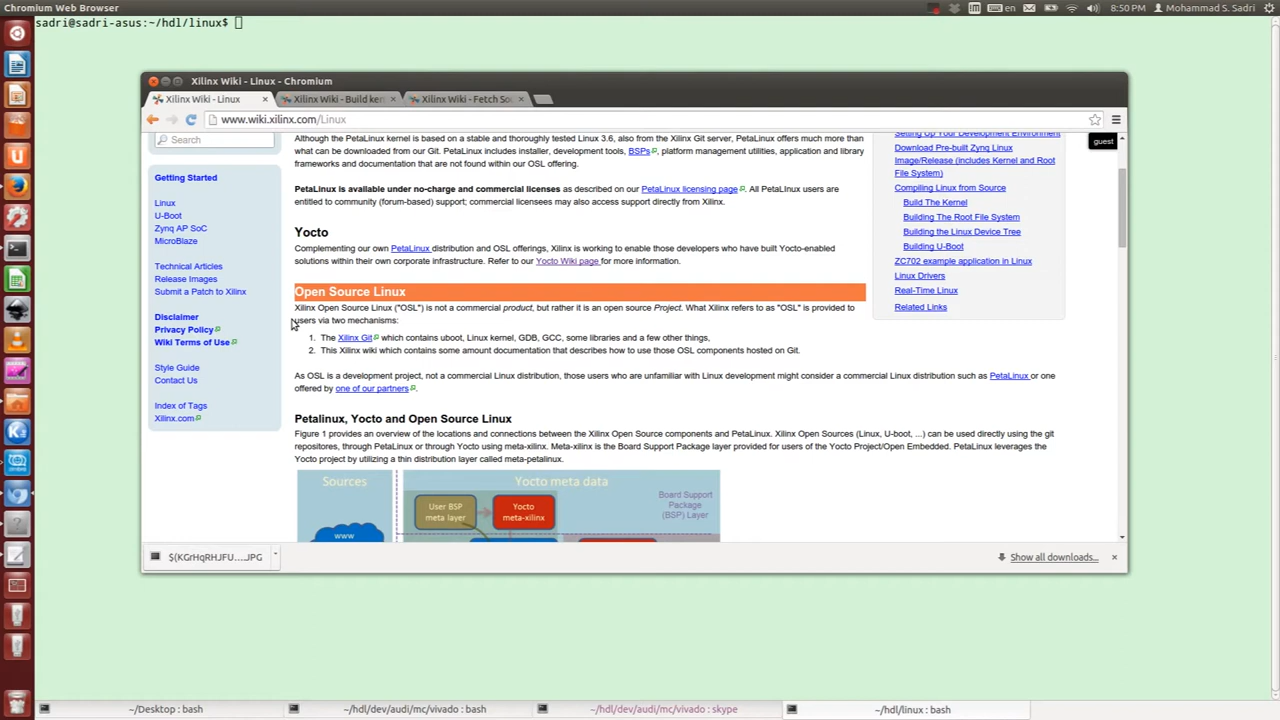 Chromium Web Browser
en
8:50 PM
Mohammad S. Sadri
sadri@sadri-asus:~/hdl/linux$
Xilinx Wiki - Linux - Chromium
Xilinx Wiki - Linux
Xilinx Wiki - Build ker
Xilinx Wiki - Fetch So
www.wiki.xilinx.com/Linux
Search
Getting Started
Linux
U-Boot
Zynq AP SoC
MicroBlaze
Technical Articles
Release Images
Submit a Patch to Xilinx
Disclaimer
Privacy Policy
Wiki Terms of Use
Style Guide
Contact Us
Index of Tags
Xilinx.com
Although the PetaLinux kernel is based on a stable and thoroughly tested Linux 3.6, also from the Xilinx Git server, PetaLinux offers much more than
what can be downloaded from our Git. PetaLinux includes installer, development tools, BSPs, platform management utilities, application and library
frameworks and documentation that are not found within our OSL offering.
PetaLinux is available under no-charge and commercial licenses as described on our PetaLinux licensing page. All PetaLInux users are
entitled to community (forum-based) support; commercial licensees may also access support directly from Xilinx.
Yocto
Complementing our own PetaLinux distribution and OSL offerings, Xilinx is working to enable those developers who have built Yocto-enabled
solutions within their own corporate infrastructure. Refer to our Yocto Wiki page for more information.
Open Source Linux
Xilinx Open Source Linux ("OSL") is not a commercial product, but rather it is an open source Project. What Xilinx refers to as "OSL" is provided to
users via two mechanisms:
1. The Xilinx Git which contains uboot, Linux kernel, GDB, GCC, some libraries and a few other things,
2. This Xilinx wiki which contains some amount documentation that describes how to use those OSL components hosted on Git.
As OSL is a development project, not a commercial Linux distribution, those users who are unfamiliar with Linux development might consider a commercial Linux distribution such as PetaLinux or one
offered by one of our partners.
Petalinux, Yocto and Open Source Linux
Figure 1 provides an overview of the locations and connections between the Xilinx Open Source components and PetaLinux. Xilinx Open Sources (Linux, U-boot, ...) can be used directly using the git
repositores, through PetaLinux or through Yocto using meta-xilinx. Meta-xilinx is the Board Support Package layer provided for users of the Yocto Project/Open Embedded. PetaLinux leverages the
Yocto project by utilizing a thin distribution layer called meta-petalinux.
Sources
Yocto meta data
User BSP
meta layer
Yocto
meta-xilinx
Board Support
Package
(BSP) Layer
www
guest
Setting Up Your Development Environment
Download Pre-built Zynq Linux
Image/Release (includes Kernel and Root
File System)
Compiling Linux from Source
Build The Kernel
Building The Root File System
Building the Linux Device Tree
Building U-Boot
ZC702 example application in Linux
Linux Drivers
Real-Time Linux
Related Links
$(KGrHqRHJFU....JPG
Show all downloads...
~/Desktop : bash
~/hdl/dev/audi/mc/vivado : bash
~/hdl/dev/audi/mc/vivado : skype
~/hdl/linux : bash